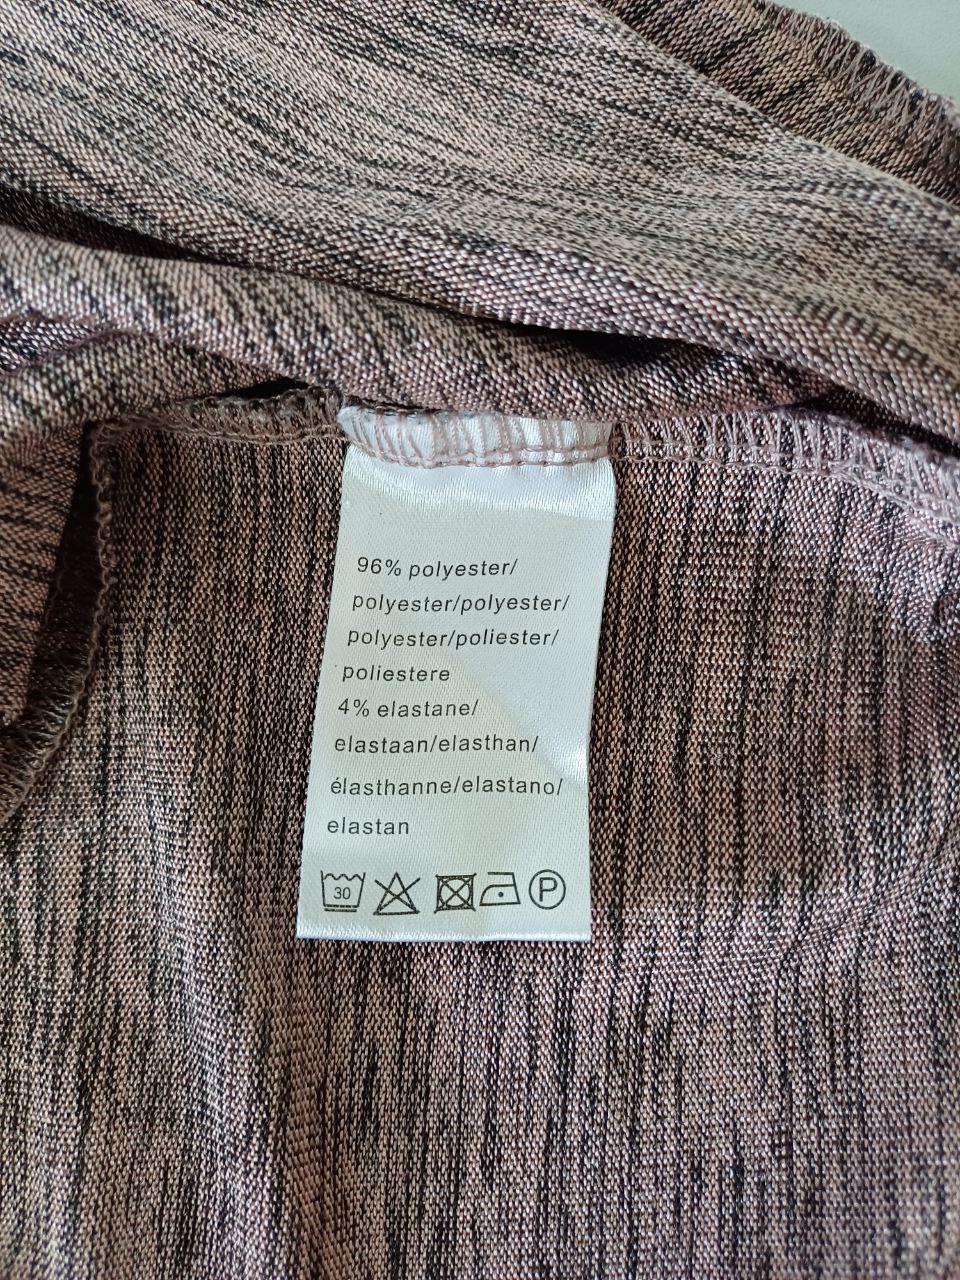 96% polyester/
polyester/polyester/
polyester/poliester/
poliestere
4% elastane/
elastaan/elasthan/
élasthanne/elastano/
elastan
30 P